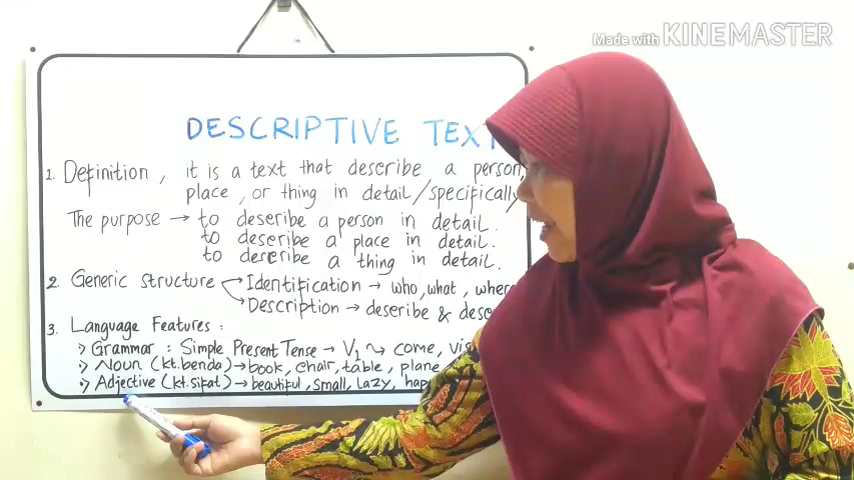 Made with KINEMASTER
DESCRIPTIVE TEXT
1. Definition, it is a text that describe a person,
place, or thing in detail/specifically
The purpose → to describe a person in detail.
to describe a place in detail.
to describe a thing in detail.
2. Generic structure → Identification → who, what, where
→ Description → describe &
3. Language Features :
Grammar : Simple Present Tense → V1 ⤳ come,
Noun (kt.benda) → book, chair, table, plane
Adjective (kt.sifat) → beautiful, small, lazy,